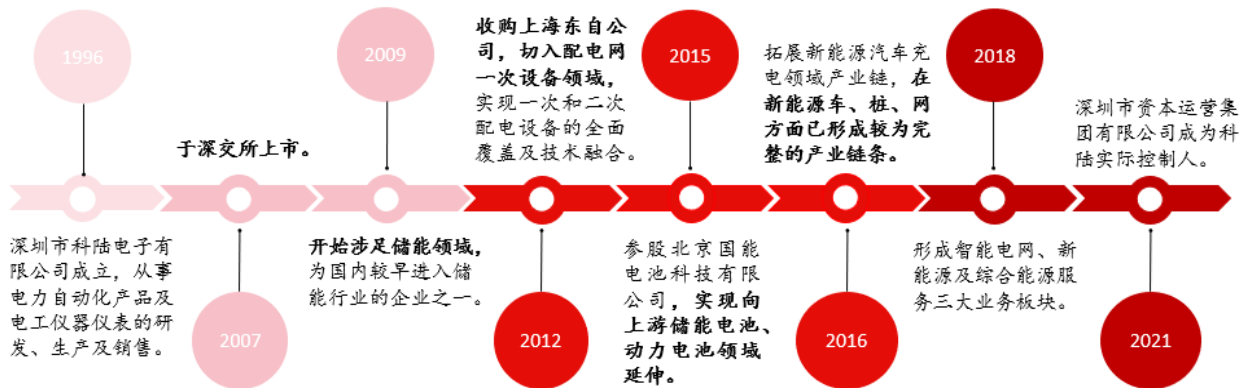 1996
深圳市科陆电子有
限公司成立，从事
电力自动化产品及
电工仪器仪表的研
发、生产及销售。
于深交所上市。
2007
2009
开始涉足储能领域，
为国内较早进入储
能行业的企业之一。
收购上海东自公
司，切入配电网
一次设备领域，
实现一次和二次
配电设备的全面
覆盖及技术融合。
2012
2015
参股北京国能
电池科技有限
公司，实现向
上游储能电池、
动力电池领域
延伸。
拓展新能源汽车充
电领域产业链，在
新能源车、桩、网
方面已形成较为完
整的产业链条。
2016
2018
形成智能电网、新
能源及综合能源服
务三大业务板块。
深圳市资本运营集
团有限公司成为科
陆实际控制人。
2021